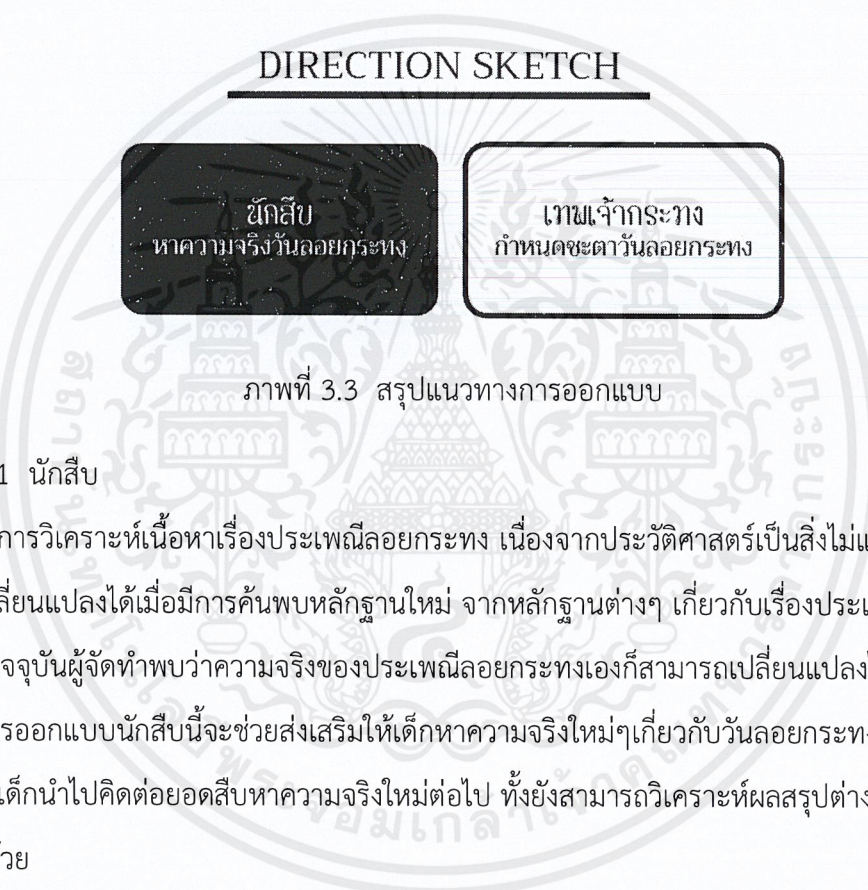 DIRECTION SKETCH
นักสืบ
หาความจริงวันลอยกระทง
เทพเจ้ากระทง
กำหนดชะตาวันลอยกระทง
ภาพที่ 3.3 สรุปแนวทางการออกแบบ
1 นักสืบ
การวิเคราะห์เนื้อหาเรื่องประเพณีลอยกระทง เนื่องจากประวัติศาสตร์เป็นสิ่งไม่แ
ลี่ยนแปลงได้เมื่อมีการค้นพบหลักฐานใหม่ จากหลักฐานต่างๆ เกี่ยวกับเรื่องประเ
จจุบันผู้จัดทำพบว่าความจริงของประเพณีลอยกระทงเองก็สามารถเปลี่ยนแปลงไ
รออกแบบนักสืบนี้จะช่วยส่งเสริมให้เด็กหาความจริงใหม่ๆเกี่ยวกับวันลอยกระท
เด็กนำไปคิดต่อยอดสืบหาความจริงใหม่ต่อไป ทั้งยังสามารถวิเคราะห์ผลสรุปต่าง
้วย